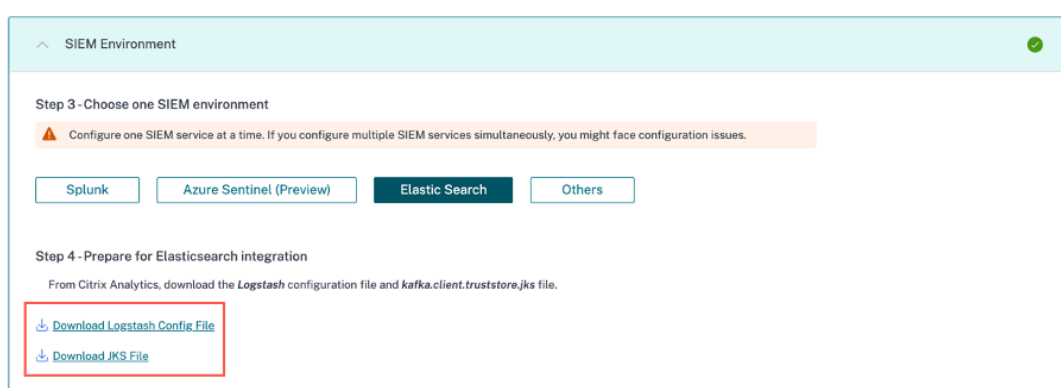 SIEM Environment
Step 3 - Choose one SIEM environment
Configure one SIEM service at a time. If you configure multiple SIEM services simultaneously, you might face configuration issues.
Splunk Azure Sentinel (Preview) Elastic Search Others
Step 4 - Prepare for Elasticsearch integration
From Citrix Analytics, download the Logstash configuration file and kafka.client.truststore.jks file.
Download Logstash Config File
Download JKS File